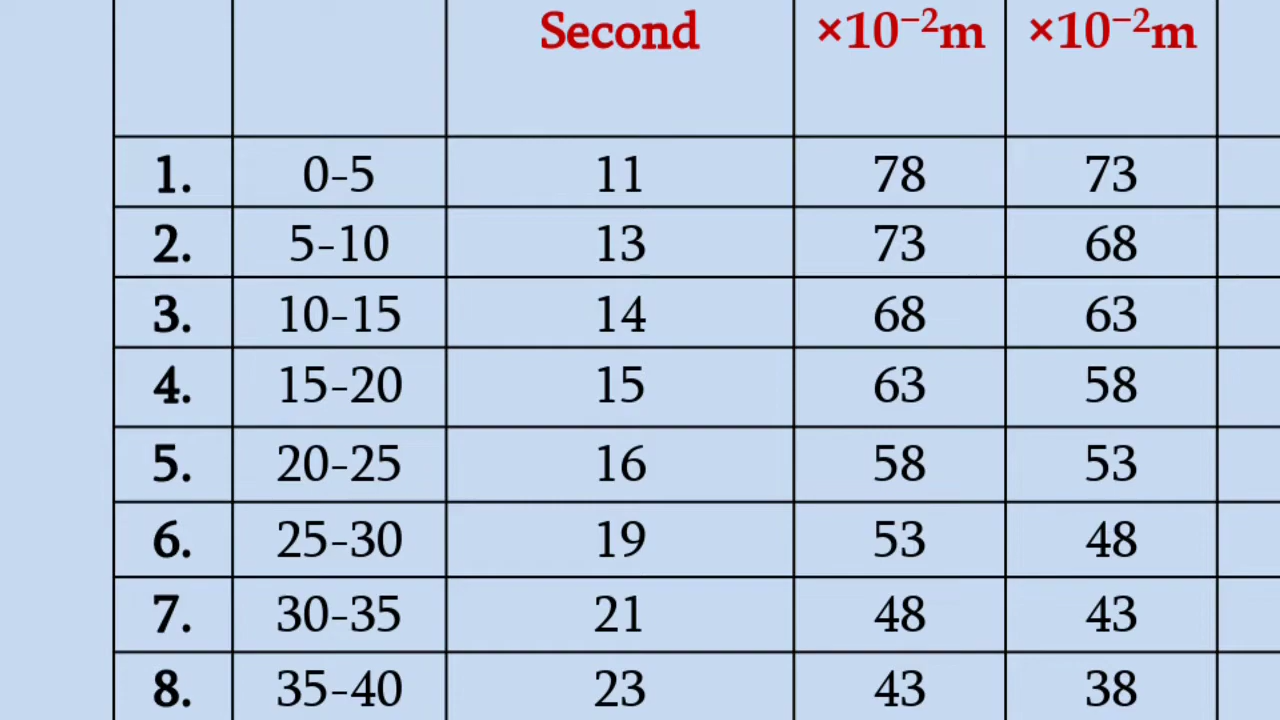 Second ×10⁻²m ×10⁻²m
1. 0-5 11 78 73
2. 5-10 13 73 68
3. 10-15 14 68 63
4. 15-20 15 63 58
5. 20-25 16 58 53
6. 25-30 19 53 48
7. 30-35 21 48 43
8. 35-40 23 43 38